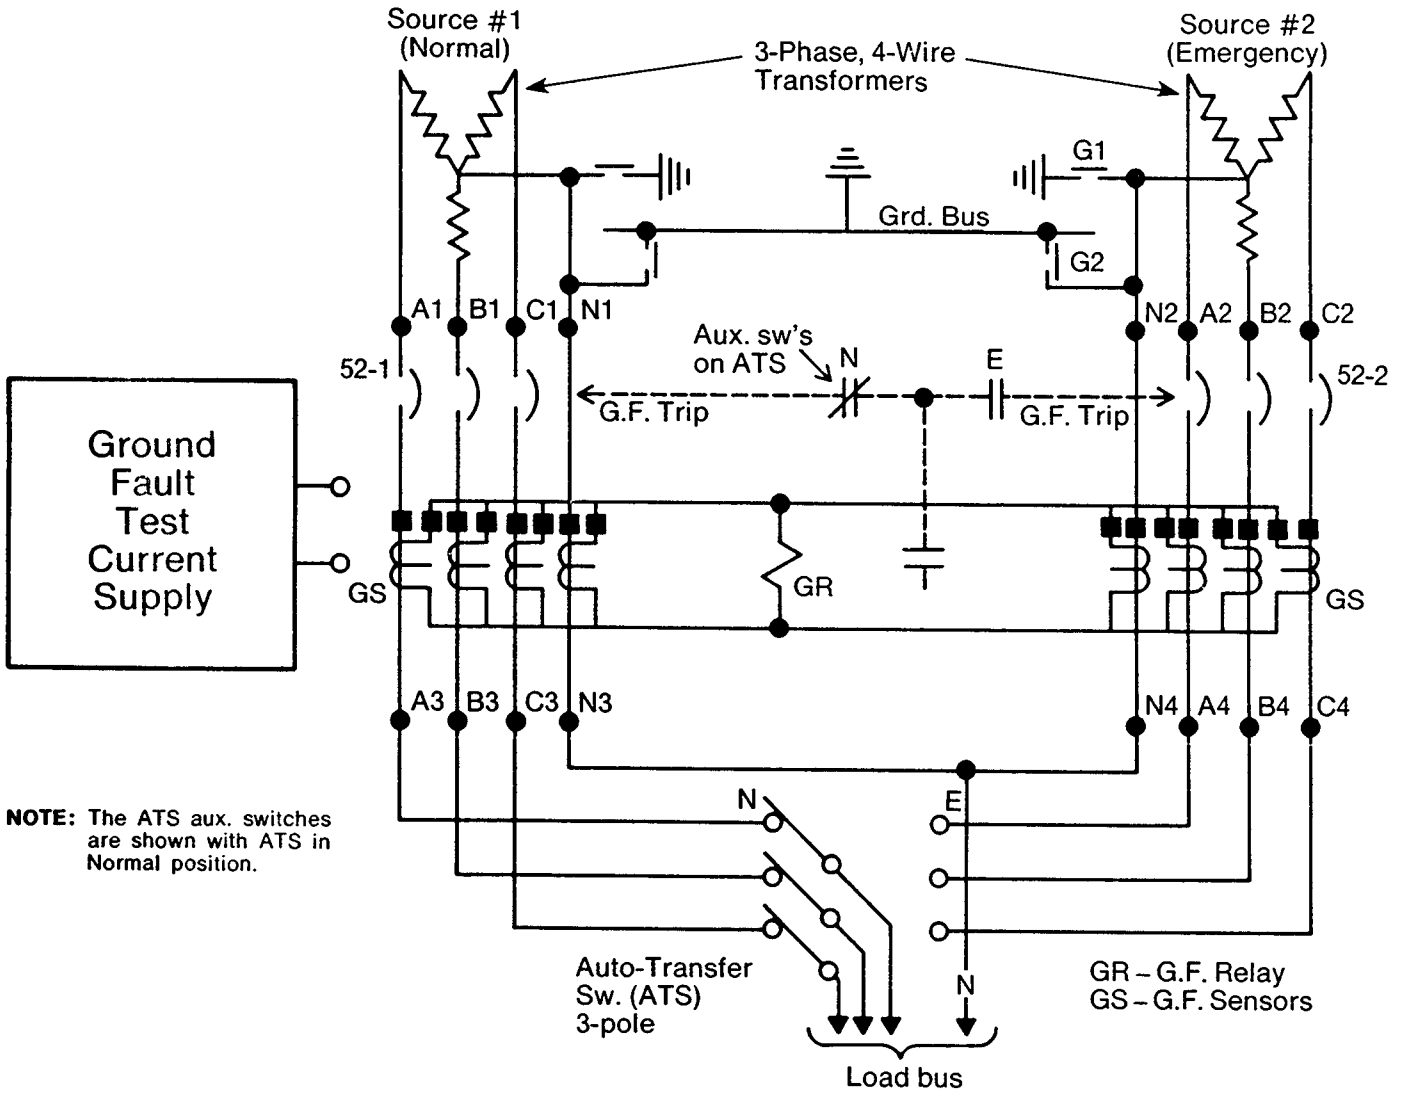 Source #1
(Normal)
3-Phase, 4-Wire
Transformers
Source #2
(Emergency)
G1
Grd. Bus
G2
A1
B1
C1
N1
N2
A2
B2
C2
52-1
Aux. sw's
on ATS
N
E
52-2
G.F. Trip
G.F. Trip
Ground
Fault
Test
Current
Supply
GS
GR
GS
A3
B3
C3
N3
N4
A4
B4
C4
NOTE: The ATS aux. switches
are shown with ATS in
Normal position.
N
E
Auto-Transfer
Sw. (ATS)
3-pole
N
GR – G.F. Relay
GS – G.F. Sensors
Load bus